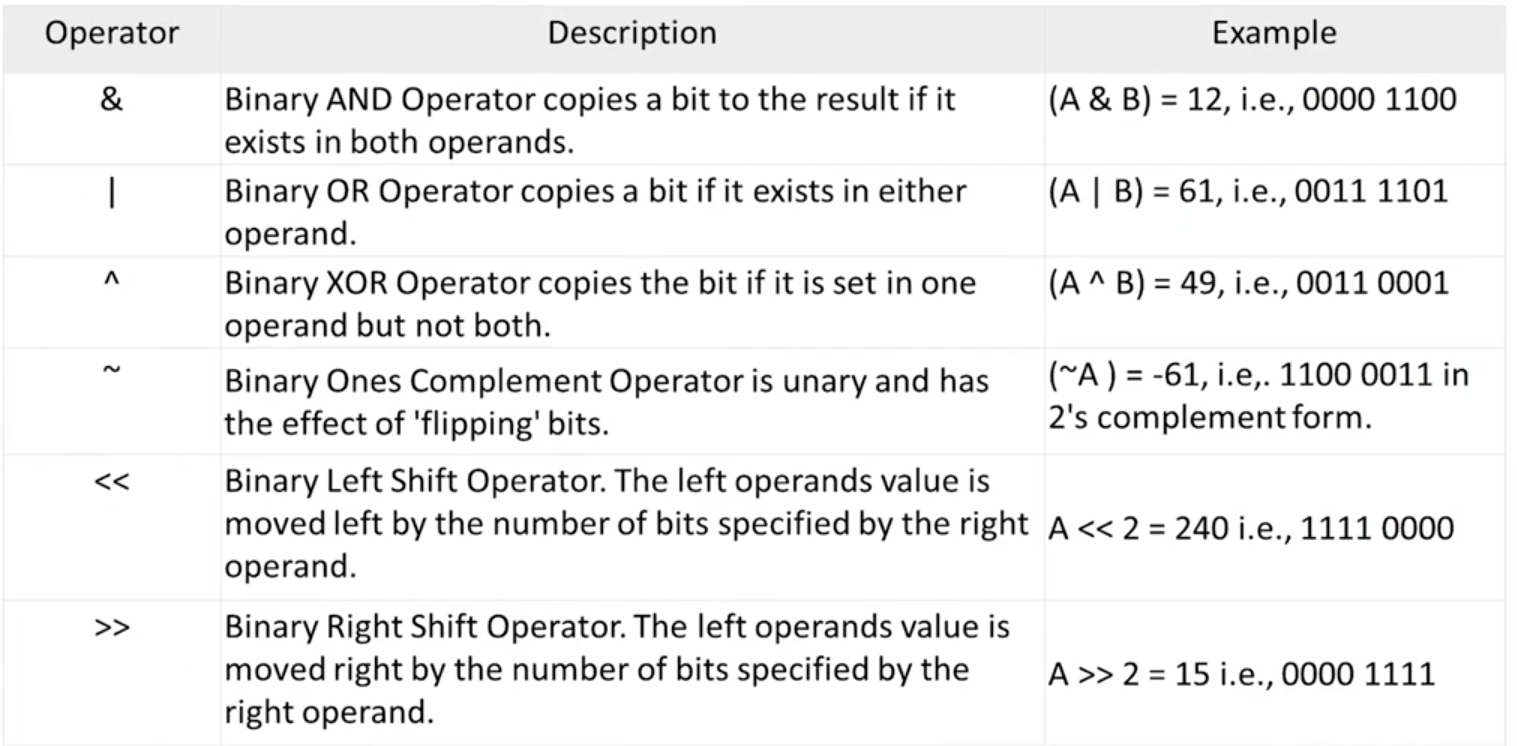 Operator Description Example
& Binary AND Operator copies a bit to the result if it (A & B) = 12, i.e., 0000 1100
exists in both operands.
| Binary OR Operator copies a bit if it exists in either (A | B) = 61, i.e., 0011 1101
operand.
^ Binary XOR Operator copies the bit if it is set in one (A ^ B) = 49, i.e., 0011 0001
operand but not both.
~ Binary Ones Complement Operator is unary and has (~A ) = -61, i.e,. 1100 0011 in
the effect of 'flipping' bits. 2's complement form.
<< Binary Left Shift Operator. The left operands value is
moved left by the number of bits specified by the right A << 2 = 240 i.e., 1111 0000
operand.
>> Binary Right Shift Operator. The left operands value is
moved right by the number of bits specified by the A >> 2 = 15 i.e., 0000 1111
right operand.